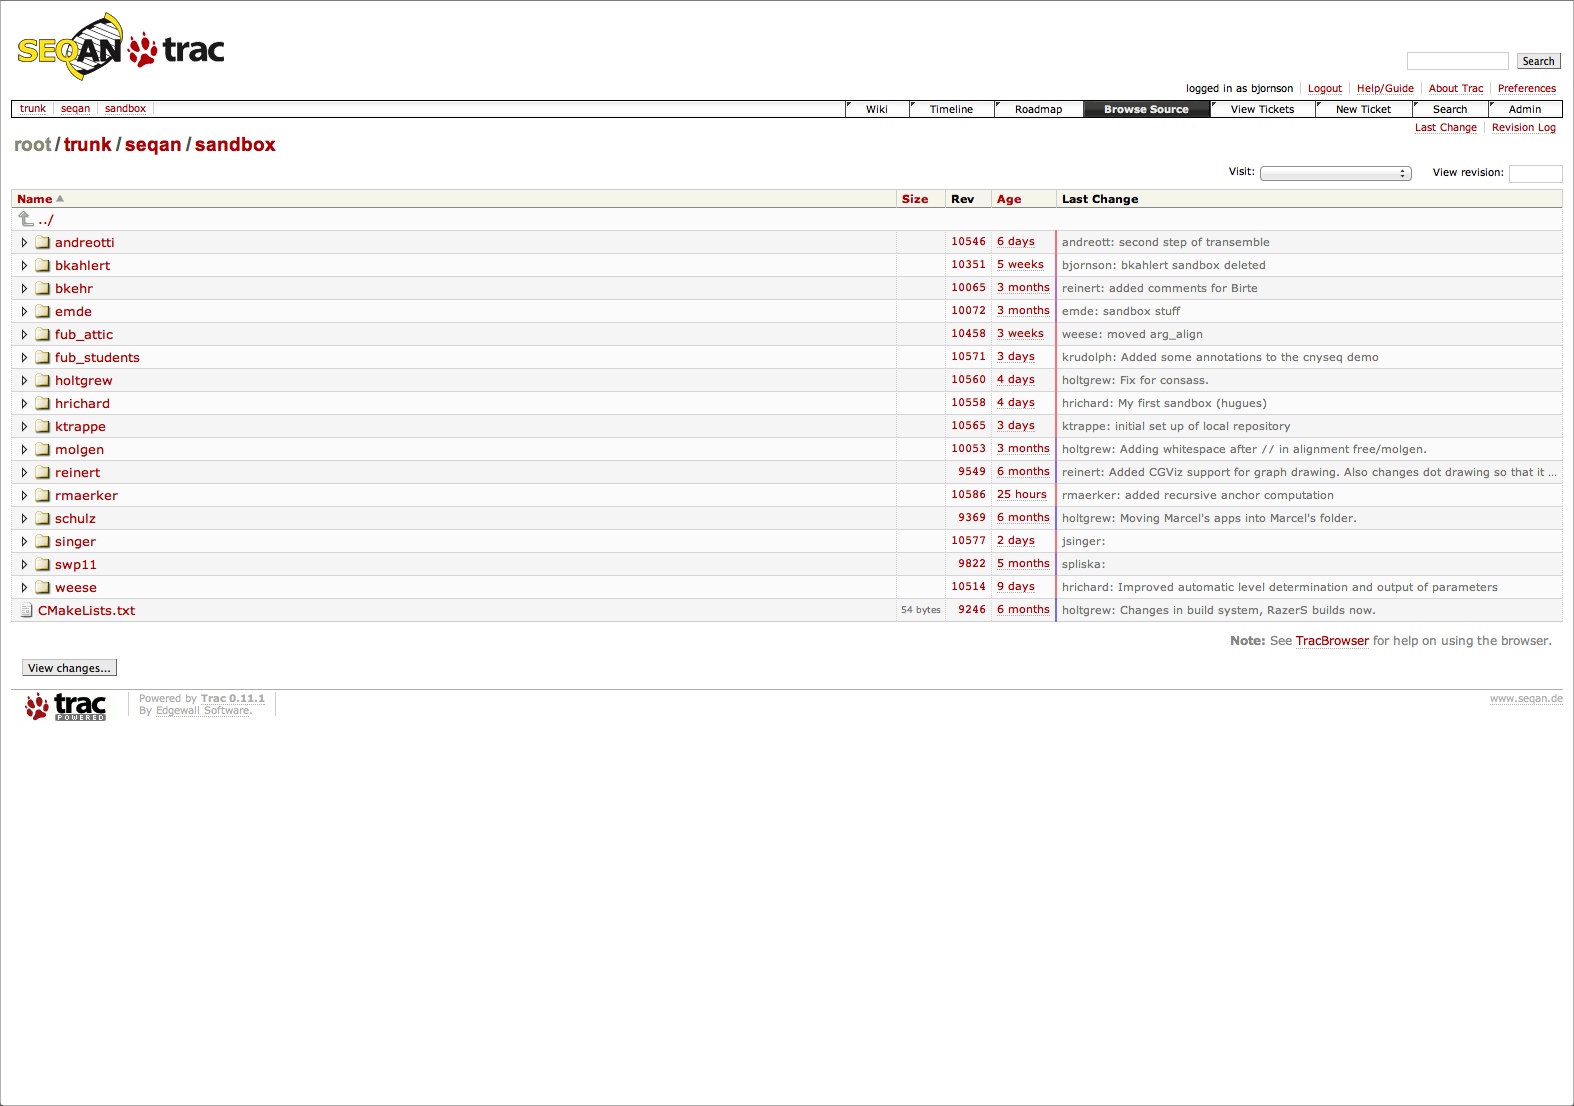 SEQAN trac
Search
logged in as bjornson Logout Help/Guide About Trac Preferences
trunk seqan sandbox Wiki Timeline Roadmap Browse Source View Tickets New Ticket Search Admin
Last Change Revision Log
root / trunk / seqan / sandbox
Visit: View revision:
Name Size Rev Age Last Change
../
andreotti 10546 6 days andreott: second step of transemble
bkahlert 10351 5 weeks bjornson: bkahlert sandbox deleted
bkehr 10065 3 months reinert: added comments for Birte
emde 10072 3 months emde: sandbox stuff
fub_attic 10458 3 weeks weese: moved arg_align
fub_students 10571 3 days krudolph: Added some annotations to the cnyseq demo
holtgrew 10560 4 days holtgrew: Fix for consass.
hrichard 10558 4 days hrichard: My first sandbox (hugues)
ktrappe 10565 3 days ktrappe: initial set up of local repository
molgen 10053 3 months holtgrew: Adding whitespace after // in alignment free/molgen.
reinert 9549 6 months reinert: Added CGViz support for graph drawing. Also changes dot drawing so that it ...
rmaerker 10586 25 hours rmaerker: added recursive anchor computation
schulz 9369 6 months holtgrew: Moving Marcel's apps into Marcel's folder.
singer 10577 2 days jsinger:
swp11 9822 5 months spliska:
weese 10514 9 days hrichard: Improved automatic level determination and output of parameters
CMakeLists.txt 54 bytes 9246 6 months holtgrew: Changes in build system, RazerS builds now.
Note: See TracBrowser for help on using the browser.
View changes...
trac POWERED Powered by Trac 0.11.1 www.seqan.de
By Edgewall Software.